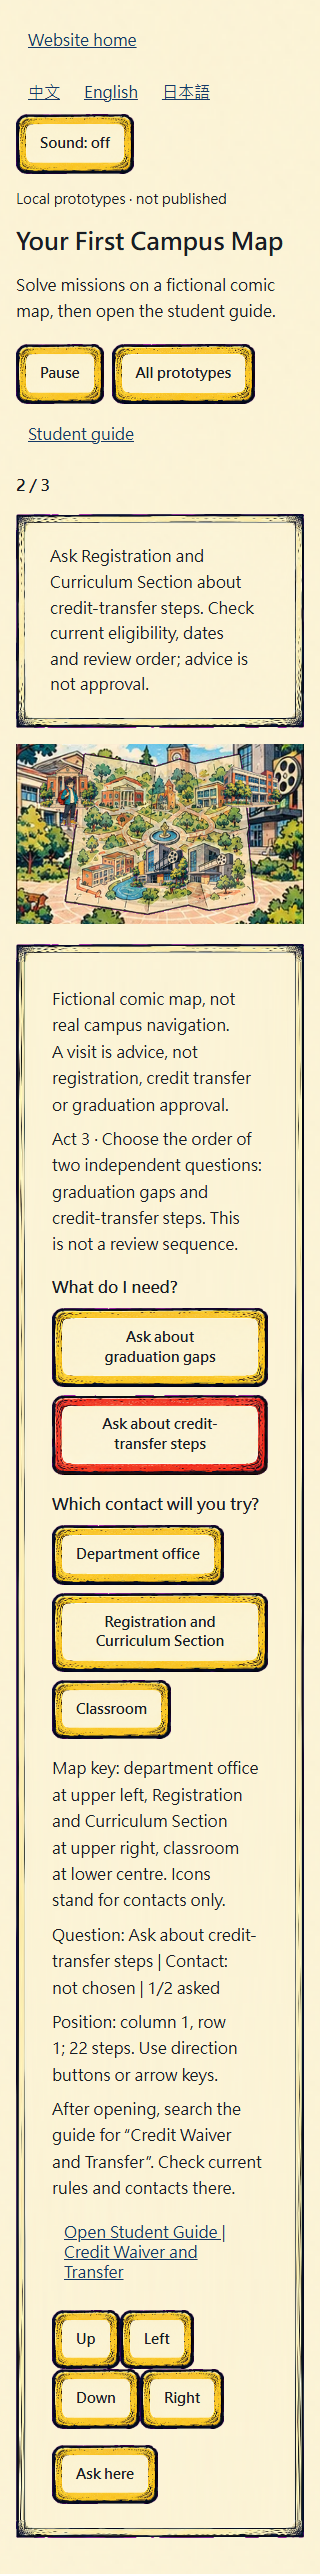 Website home
中文 English 日本語
Sound: off
Local prototypes · not published
Your First Campus Map
Solve missions on a fictional comic
map, then open the student guide.
Pause All prototypes
Student guide
2 / 3
Ask Registration and
Curriculum Section about
credit-transfer steps. Check
current eligibility, dates
and review order; advice is
not approval.
Fictional comic map, not
real campus navigation.
A visit is advice, not
registration, credit transfer
or graduation approval.
Act 3 · Choose the order of
two independent questions:
graduation gaps and
credit-transfer steps. This
is not a review sequence.
What do I need?
Ask about
graduation gaps
Ask about credit-
transfer steps
Which contact will you try?
Department office
Registration and
Curriculum Section
Classroom
Map key: department office
at upper left, Registration
and Curriculum Section
at upper right, classroom
at lower centre. Icons
stand for contacts only.
Question: Ask about credit-
transfer steps | Contact:
not chosen | 1/2 asked
Position: column 1, row
1; 22 steps. Use direction
buttons or arrow keys.
After opening, search the
guide for “Credit Waiver
and Transfer”. Check current
rules and contacts there.
Open Student Guide |
Credit Waiver and
Transfer
Up Left
Down Right
Ask here